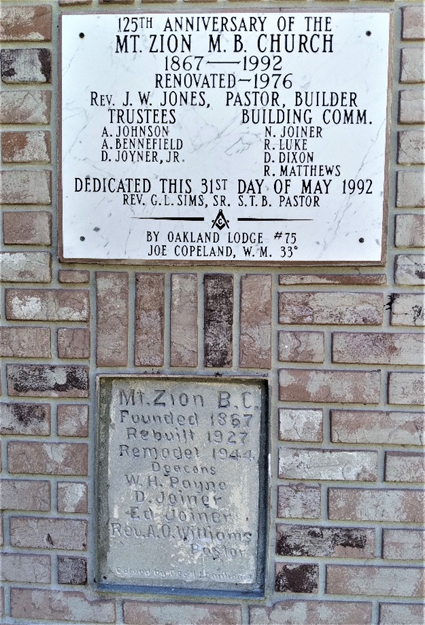 125TH ANNIVERSARY OF THE
MT. ZION M. B. CHURCH
1867—1992
RENOVATED-1976
REV. J. W. JONES, PASTOR, BUILDER
TRUSTEES BUILDING COMM.
A. JOHNSON N. JOINER
A. BENNEFIELD R. LUKE
D. JOYNER, JR. D. DIXON
R. MATTHEWS
DEDICATED THIS 31ST DAY OF MAY 1992
REV. G.L. SIMS, SR. S.T.B. PASTOR
G
BY OAKLAND LODGE #75
JOE COPELAND, W.M. 33°
Mt. Zion B.C.
Founded 1867
Rebuilt 1927
Remodel 1944
Deacons
W.H. Payne
D. Joiner
Ed Joiner
Rev. A.O. Williams
Pastor